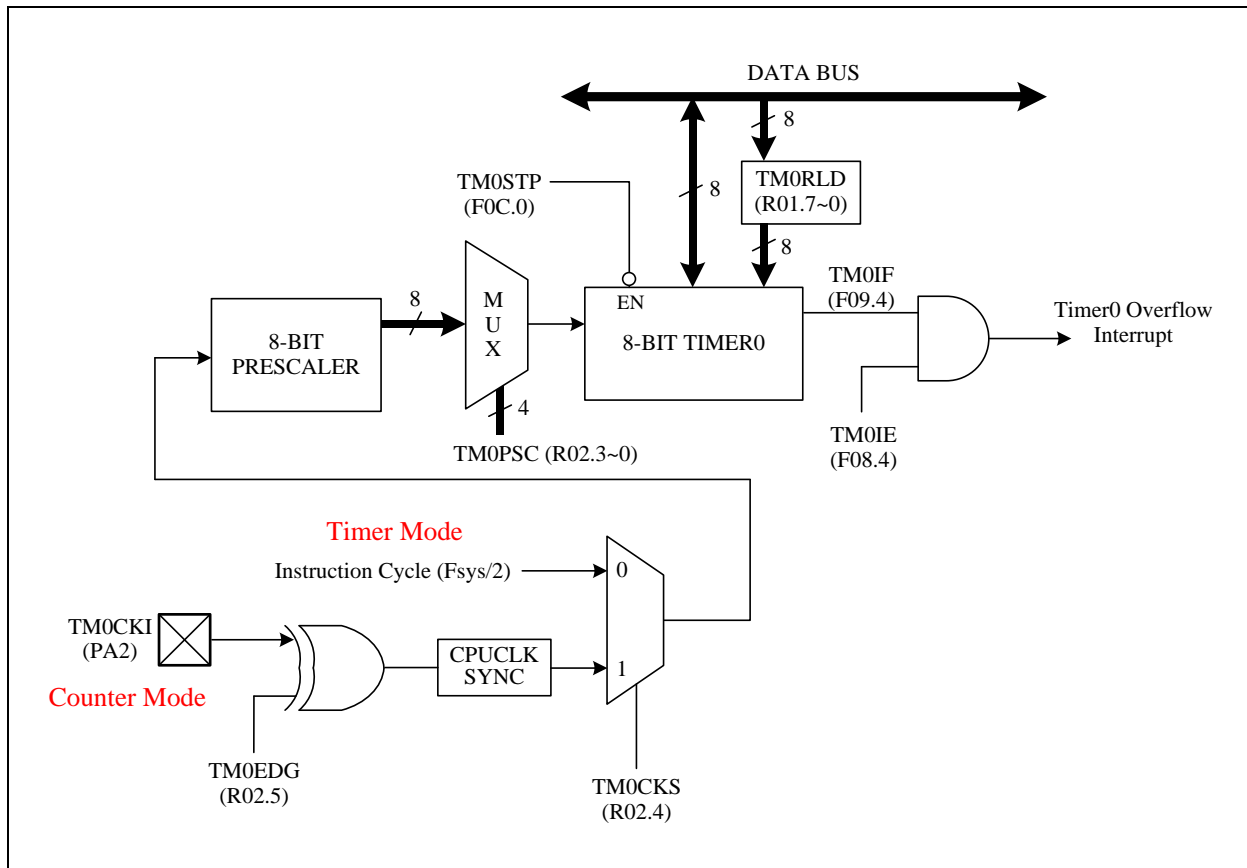 DATA BUS
8
TM0RLD
(R01.7~0)
TM0STP
(F0C.0)
8
8
TM0IF
(F09.4)
8
MUX
EN
8-BIT
PRESCALER
8-BIT TIMER0
Timer0 Overflow
Interrupt
4
TM0PSC (R02.3~0)
TM0IE
(F08.4)
Timer Mode
Instruction Cycle (Fsys/2)
0
TM0CKI
(PA2)
CPUCLK
SYNC
1
Counter Mode
TM0EDG
(R02.5)
TM0CKS
(R02.4)